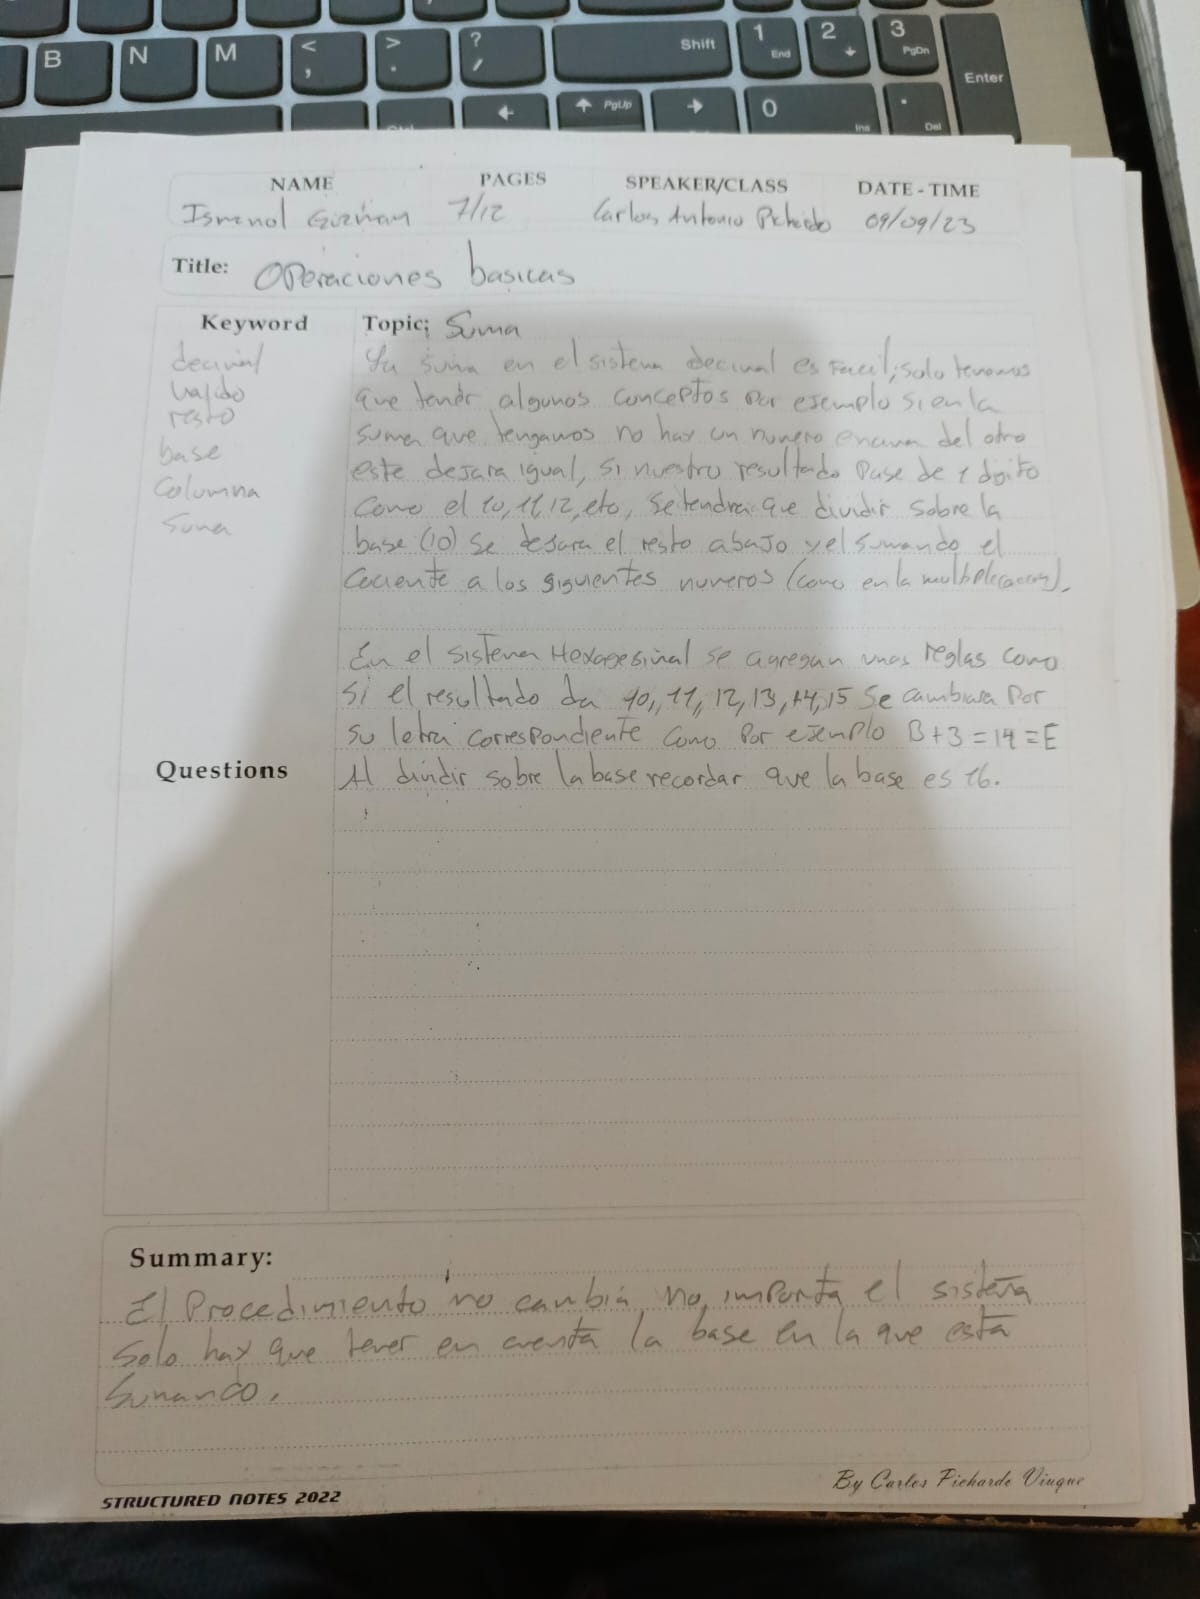 B N M < , > . ? / Shift 1 End 2 3 PgDn Enter
PgUp 0 Ins . Del
NAME PAGES SPEAKER/CLASS DATE - TIME
7/12 Carlos Antonio 09/09/23
Title: Operaciones basicas
Keyword
decimal
resto
base
Columna
Suma
Questions
Topic: Suma
La suma en el sistema decimal es Facil; solo tenemos
que tener algunos conceptos por ejemplo si en la
suma que tengamos no hay un numero encima del otro
este dejara igual, si nuestro resultado pase de 1 digito
como el 10, 11, 12, etc, se tendra que dividir sobre la
base (10) se dejara el resto abajo y el sumando el
cociente a los siguientes numeros (como en la multiplicacion).
En el sistema Hexagesimal se agregan unas reglas como
si el resultado da 10, 11, 12, 13, 14, 15 se cambiara por
su letra correspondiente como por ejemplo B+3=14=E
Al dividir sobre la base recordar que la base es 16.
Summary:
El Procedimiento no cambia no importa el sistema
solo hay que tener en cuenta la base en la que esta
sumando.
STRUCTURED NOTES 2022
By Carlos Pichardo Viuque